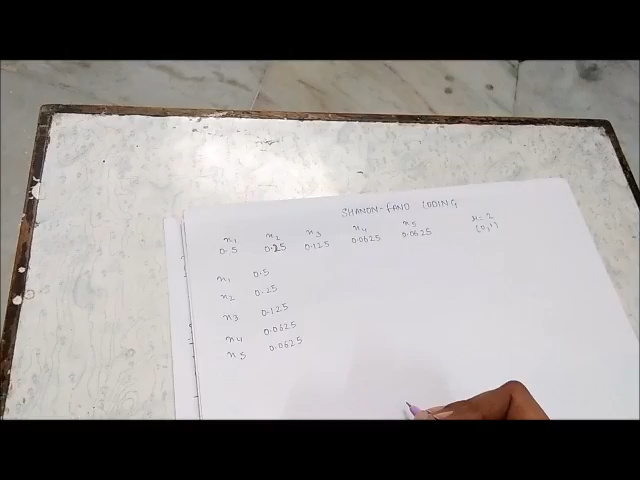 SHANON-FANO CODING
x1 x2 x3 x4 x5 r=2
0.5 0.25 0.125 0.0625 0.0625 {0,1}
x1 0.5
x2 0.25
x3 0.125
x4 0.0625
x5 0.0625